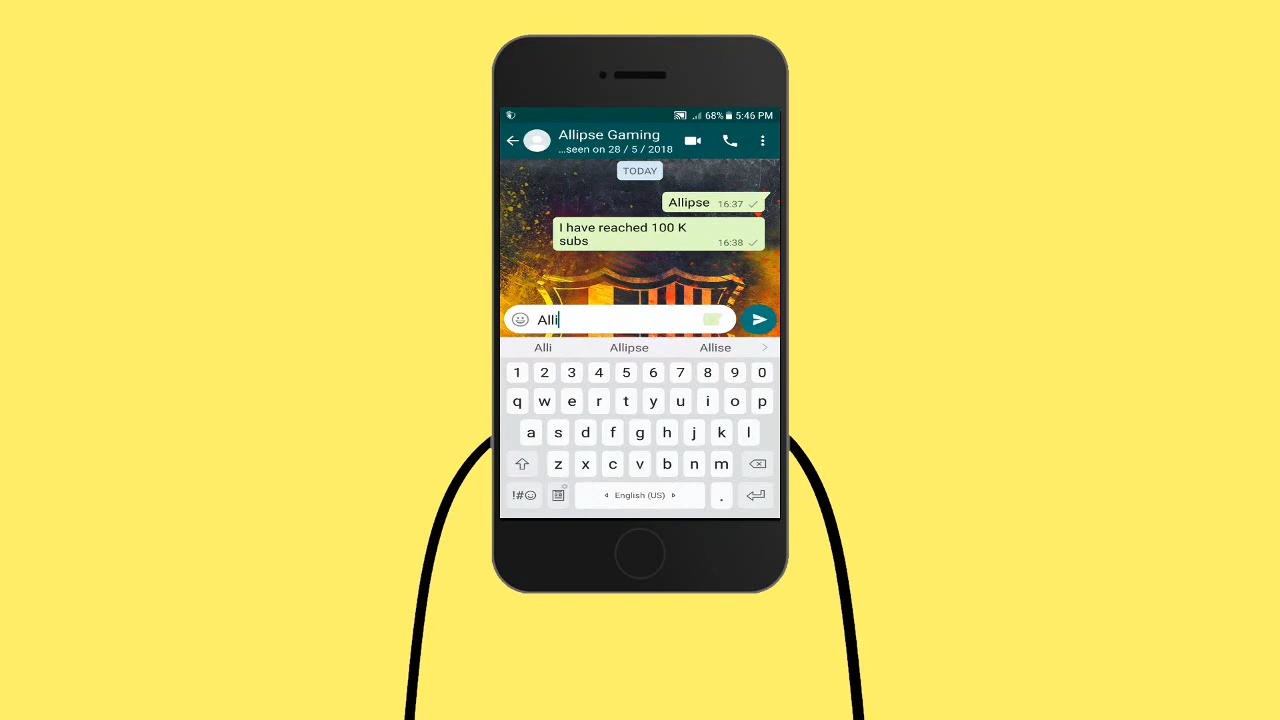 68% 5:46 PM
Allipse Gaming
...seen on 28 / 5 / 2018
TODAY
Allipse 16:37
I have reached 100 K
subs 16:38
Alli
Alli Allipse Allise
1 2 3 4 5 6 7 8 9 0
q w e r t y u i o p
a s d f g h j k l
z x c v b n m
!#☺ English (US) .